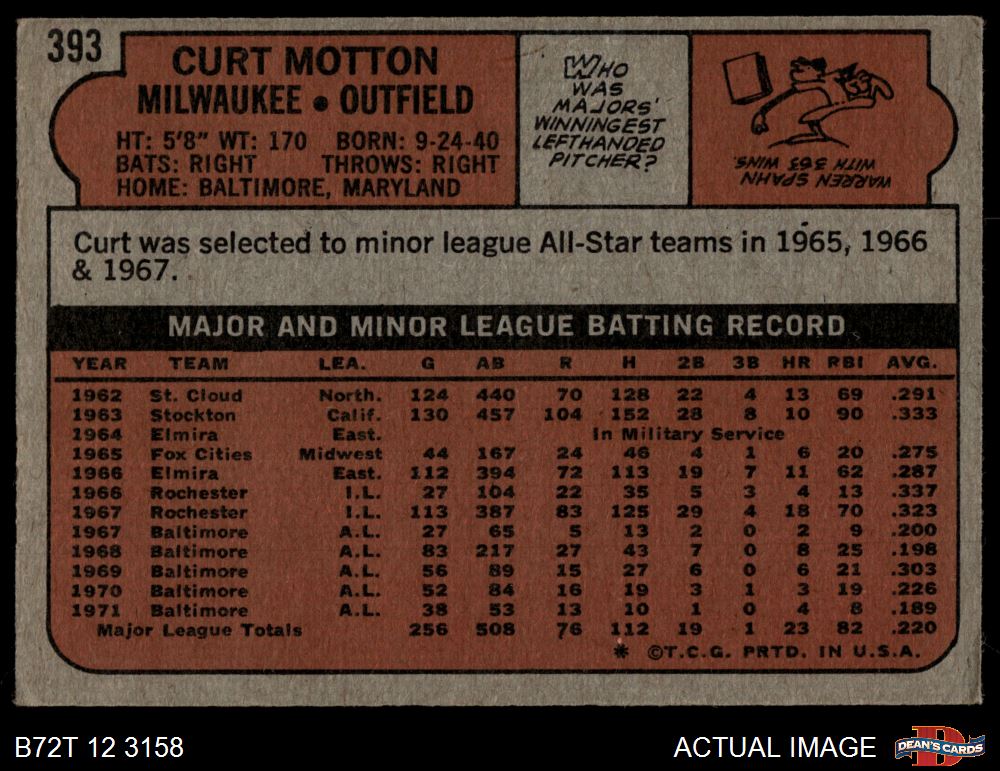 393
CURT MOTTON
MILWAUKEE • OUTFIELD
HT: 5'8" WT: 170 BORN: 9-24-40
BATS: RIGHT THROWS: RIGHT
HOME: BALTIMORE, MARYLAND
WHO
WAS
MAJORS'
WINNINGEST
LEFTHANDED
PITCHER?
WARREN SPAHN
WITH 363 WINS.
Curt was selected to minor league All-Star teams in 1965, 1966
& 1967.
MAJOR AND MINOR LEAGUE BATTING RECORD
YEAR TEAM LEA. G AB R H 2B 3B HR RBI AVG.
1962 St. Cloud North. 124 440 70 128 22 4 13 69 .291
1963 Stockton Calif. 130 457 104 152 28 8 10 90 .333
1964 Elmira East. In Military Service
1965 Fox Cities Midwest 44 167 24 46 4 1 6 20 .275
1966 Elmira East. 112 394 72 113 19 7 11 62 .287
1966 Rochester I.L. 27 104 22 35 5 3 4 13 .337
1967 Rochester I.L. 113 387 83 125 29 4 18 70 .323
1967 Baltimore A.L. 27 65 5 13 2 0 2 9 .200
1968 Baltimore A.L. 83 217 27 43 7 0 8 25 .198
1969 Baltimore A.L. 56 89 15 27 6 0 6 21 .303
1970 Baltimore A.L. 52 84 16 19 3 1 3 19 .226
1971 Baltimore A.L. 38 53 13 10 1 0 4 8 .189
Major League Totals 256 508 76 112 19 1 23 82 .220
* ©T.C.G. PRTD. IN U.S.A.
B72T 12 3158
ACTUAL IMAGE
D
DEAN'S CARDS